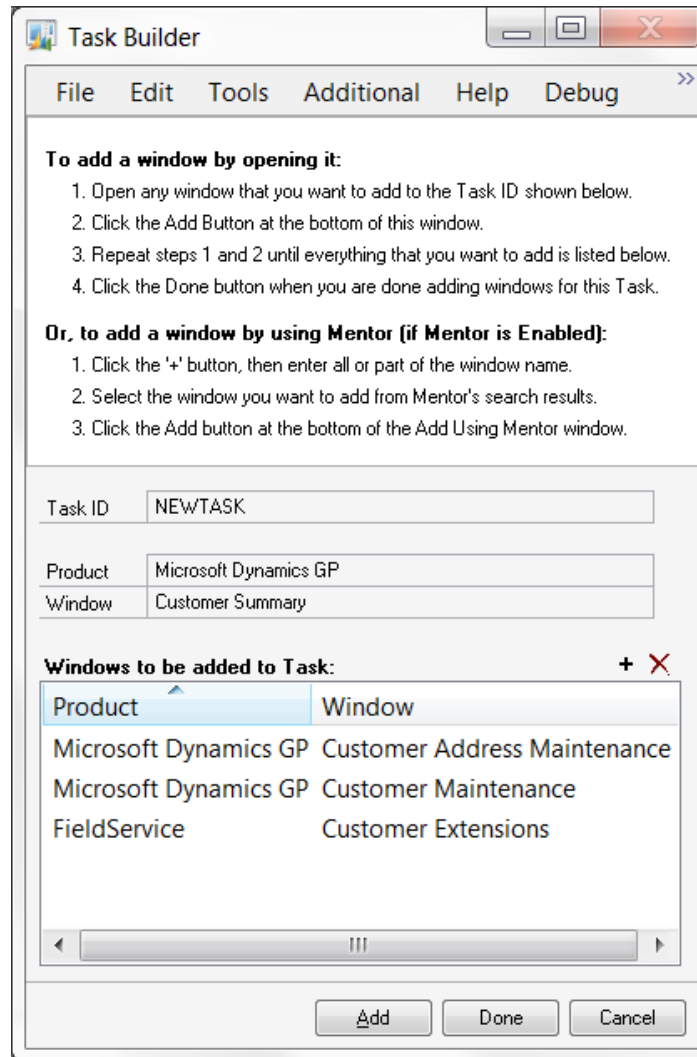 Task Builder
File Edit Tools Additional Help Debug »
To add a window by opening it:
1. Open any window that you want to add to the Task ID shown below.
2. Click the Add Button at the bottom of this window.
3. Repeat steps 1 and 2 until everything that you want to add is listed below.
4. Click the Done button when you are done adding windows for this Task.
Or, to add a window by using Mentor (if Mentor is Enabled):
1. Click the '+' button, then enter all or part of the window name.
2. Select the window you want to add from Mentor's search results.
3. Click the Add button at the bottom of the Add Using Mentor window.
Task ID NEWTASK
Product Microsoft Dynamics GP
Window Customer Summary
Windows to be added to Task: +
Product Window
Microsoft Dynamics GP Customer Address Maintenance
Microsoft Dynamics GP Customer Maintenance
FieldService Customer Extensions
Add Done Cancel